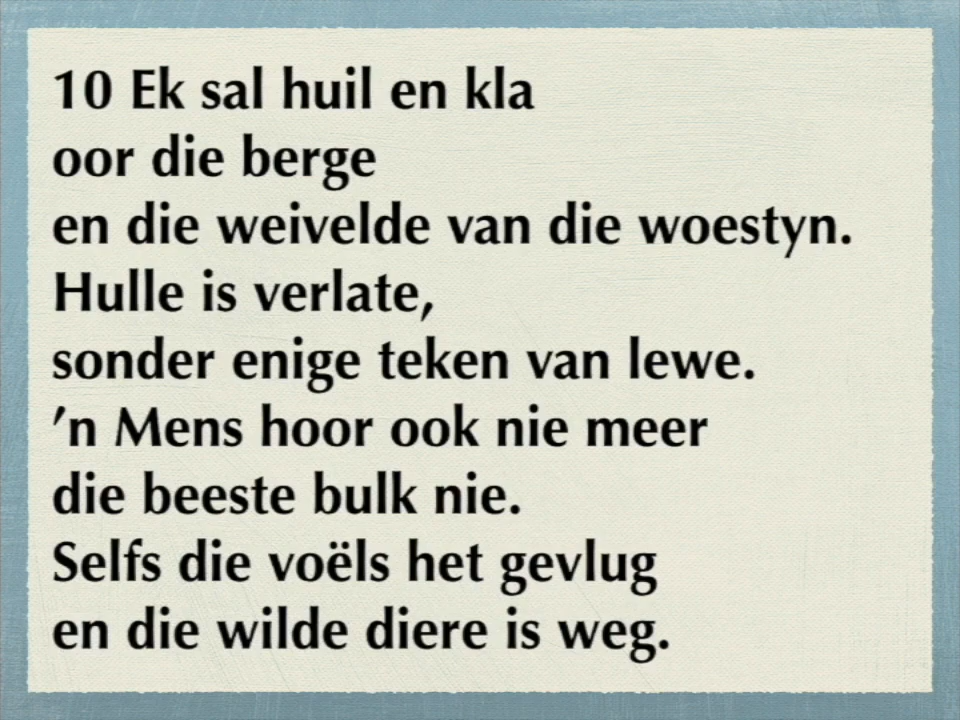 10 Ek sal huil en kla
oor die berge
en die weivelde van die woestyn.
Hulle is verlate,
sonder enige teken van lewe.
’n Mens hoor ook nie meer
die beeste bulk nie.
Selfs die voëls het gevlug
en die wilde diere is weg.